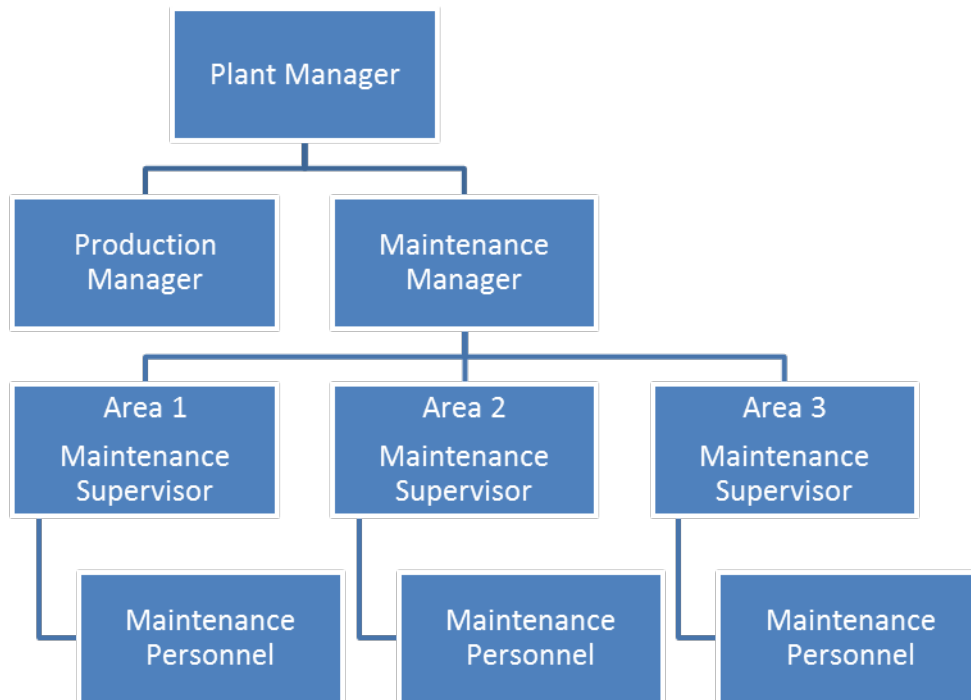 Plant Manager
Production
Manager
Maintenance
Manager
Area 1
Maintenance
Supervisor
Area 2
Maintenance
Supervisor
Area 3
Maintenance
Supervisor
Maintenance
Personnel
Maintenance
Personnel
Maintenance
Personnel